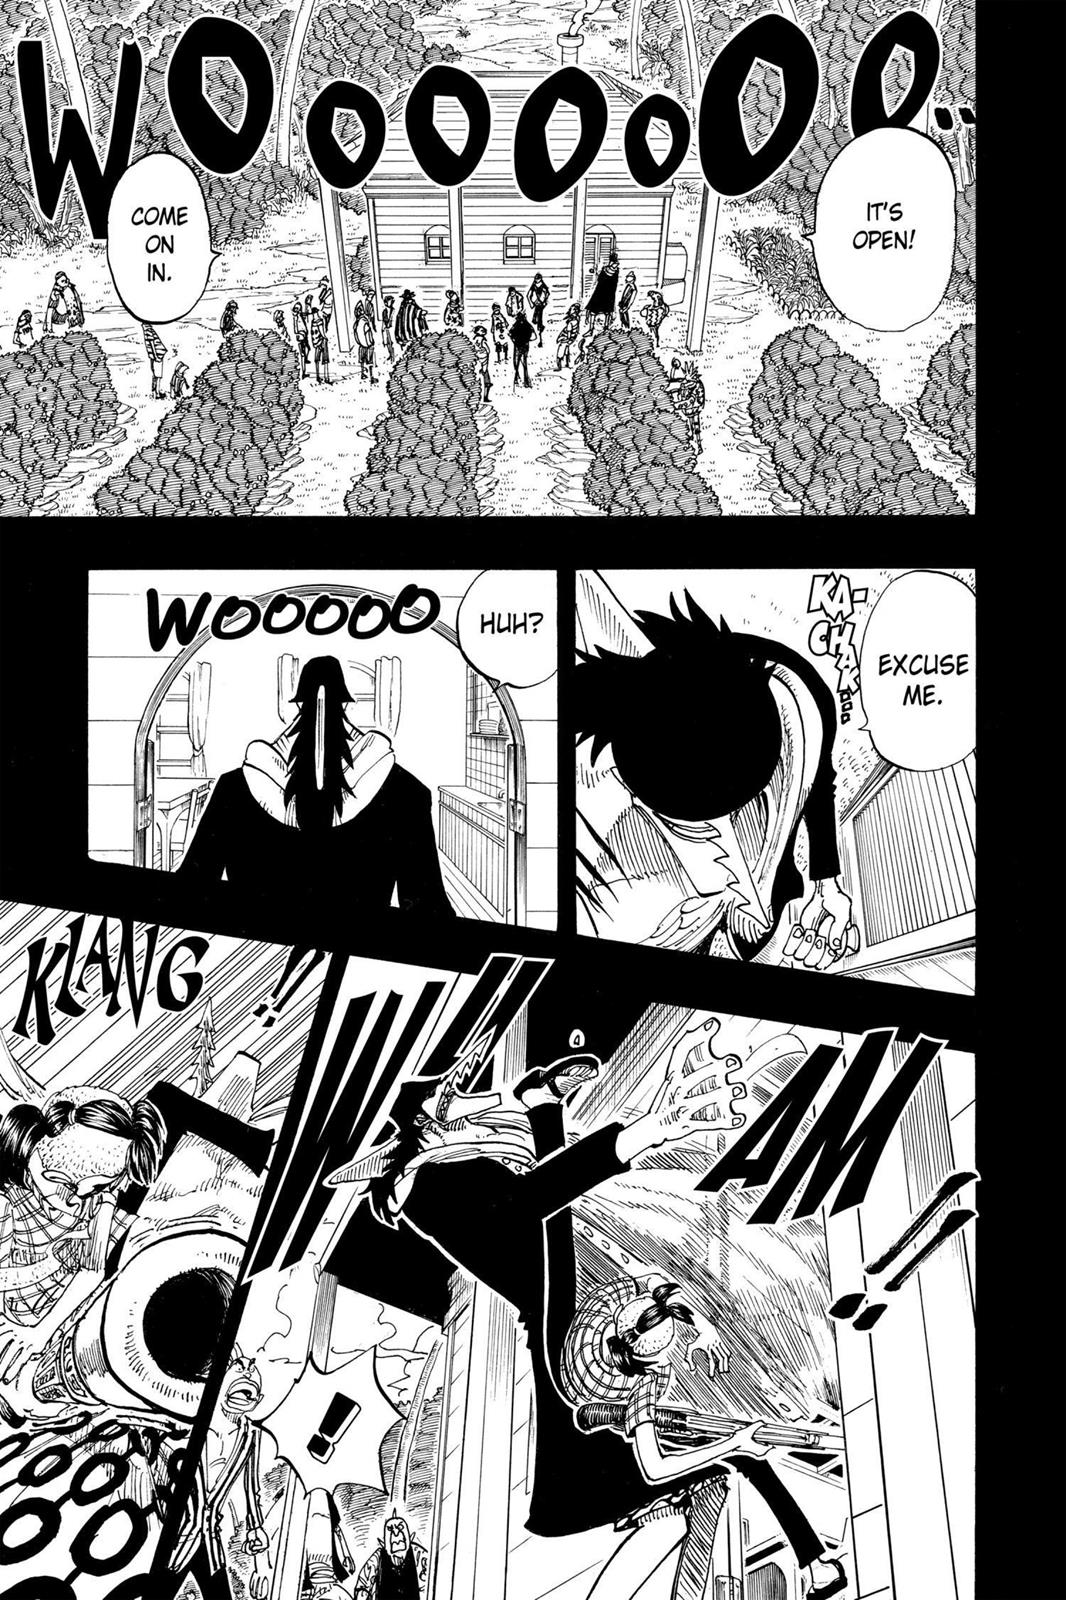 WOOOOOOO..
IT'S
OPEN!
COME
ON
IN.
KA-
CHAK...
EXCUSE
ME.
HUH?
WOOOOO
WHAM!!
!
KLANG!!